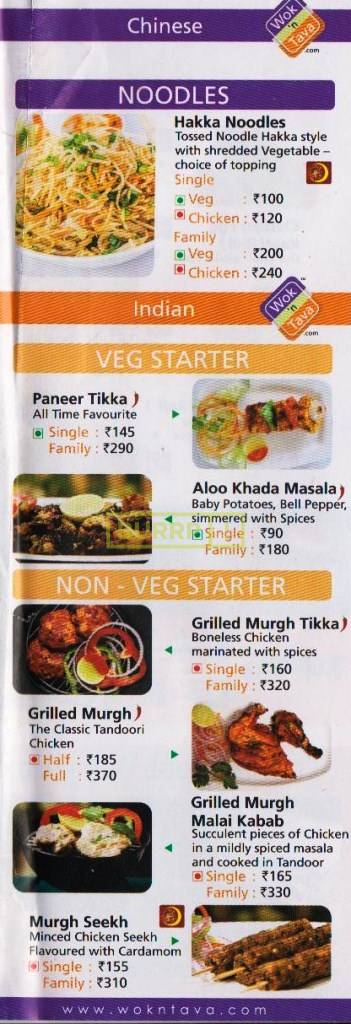 Chinese
Wok 'n Tava .com
NOODLES
Hakka Noodles
Tossed Noodle Hakka style
with shredded Vegetable –
choice of topping
Single
Veg : ₹100
Chicken : ₹120
Family
Veg : ₹200
Chicken : ₹240
Indian
Wok 'n Tava .com
VEG STARTER
Paneer Tikka
All Time Favourite
Single : ₹145
Family : ₹290
Aloo Khada Masala
Baby Potatoes, Bell Pepper,
simmered with Spices
Single : ₹90
Family : ₹180
NON - VEG STARTER
Grilled Murgh Tikka
Boneless Chicken
marinated with spices
Single : ₹160
Family : ₹320
Grilled Murgh
The Classic Tandoori
Chicken
Half : ₹185
Full : ₹370
Grilled Murgh
Malai Kabab
Succulent pieces of Chicken
in a mildly spiced masala
and cooked in Tandoor
Single : ₹165
Family : ₹330
Murgh Seekh
Minced Chicken Seekh
Flavoured with Cardamom
Single : ₹155
Family : ₹310
www.wokntava.com